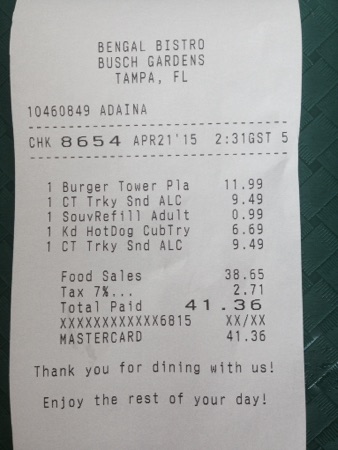 BENGAL BISTRO
BUSCH GARDENS
TAMPA, FL
10460849 ADAINA
CHK 8654 APR21'15 2:31GST 5
1 Burger Tower Pla 11.99
1 CT Trky Snd ALC 9.49
1 SouvRefill Adult 0.99
1 Kd HotDog CubTry 6.69
1 CT Trky Snd ALC 9.49
Food Sales 38.65
Tax 7%... 2.71
Total Paid 41.36
XXXXXXXXXXXX6815 XX/XX
MASTERCARD 41.36
Thank you for dining with us!
Enjoy the rest of your day!